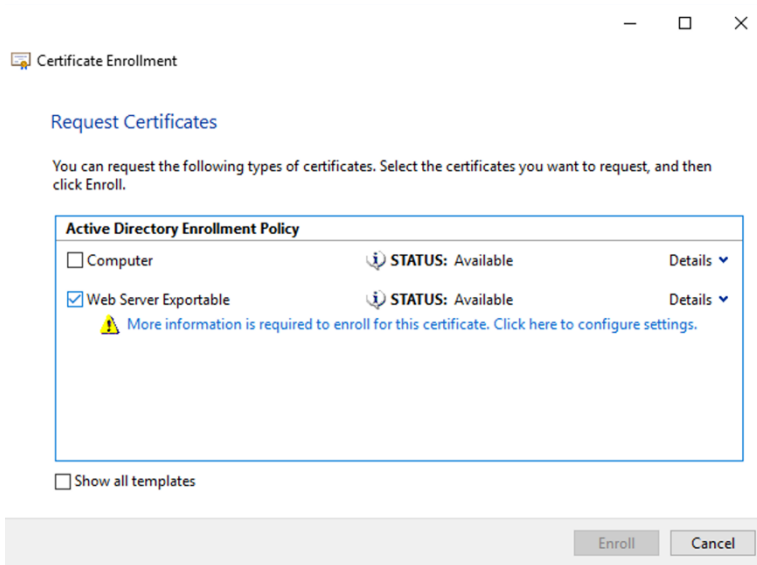 Certificate Enrollment
Request Certificates
You can request the following types of certificates. Select the certificates you want to request, and then
click Enroll.
Active Directory Enrollment Policy
Computer STATUS: Available Details
Web Server Exportable STATUS: Available Details
More information is required to enroll for this certificate. Click here to configure settings.
Show all templates
Enroll Cancel